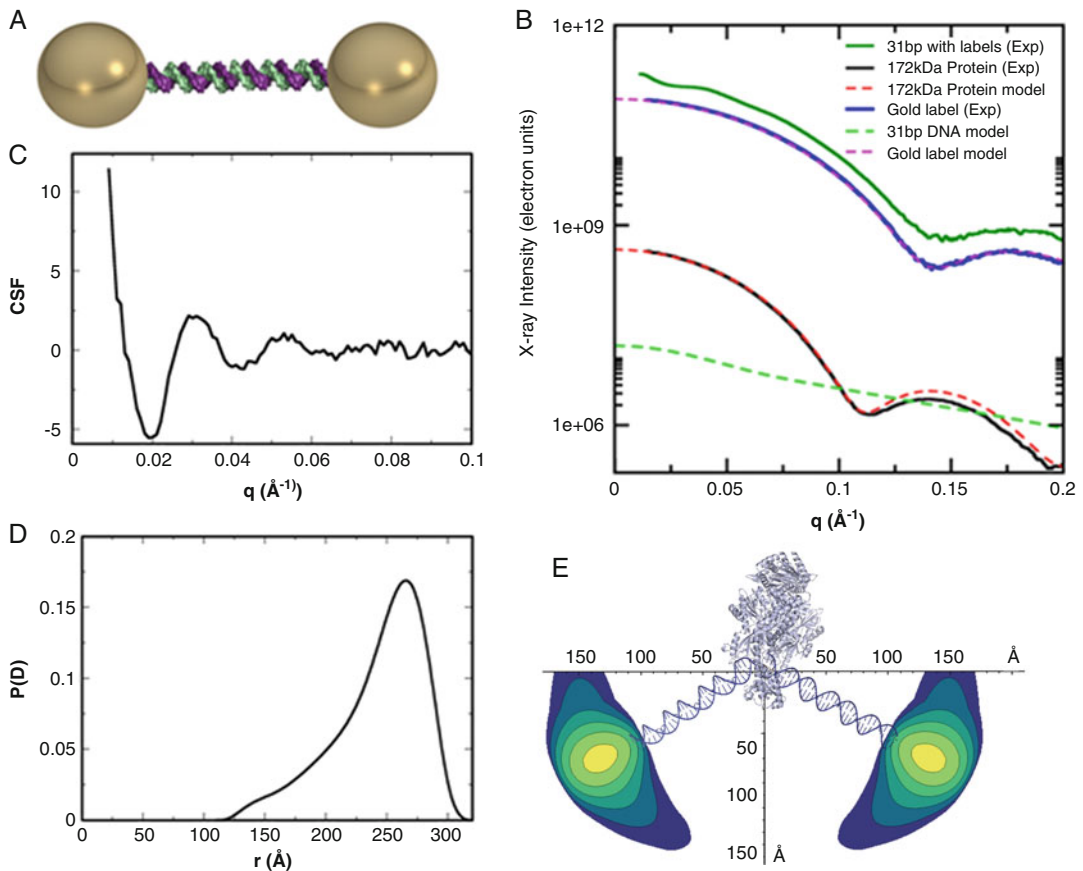 A
B
1e+12
31bp with labels (Exp)
172kDa Protein (Exp)
172kDa Protein model
Gold label (Exp)
31bp DNA model
Gold label model
1e+09
1e+06
X-ray Intensity (electron units)
0 0.05 0.1 0.15 0.2
q (Å-1)
C
10
5
0
-5
CSF
0 0.02 0.04 0.06 0.08 0.1
q (Å-1)
D
0.2
0.15
0.1
0.05
0
P(D)
0 50 100 150 200 250 300
r (Å)
E
150 100 50 50 100 150 Å
50
100
150 Å